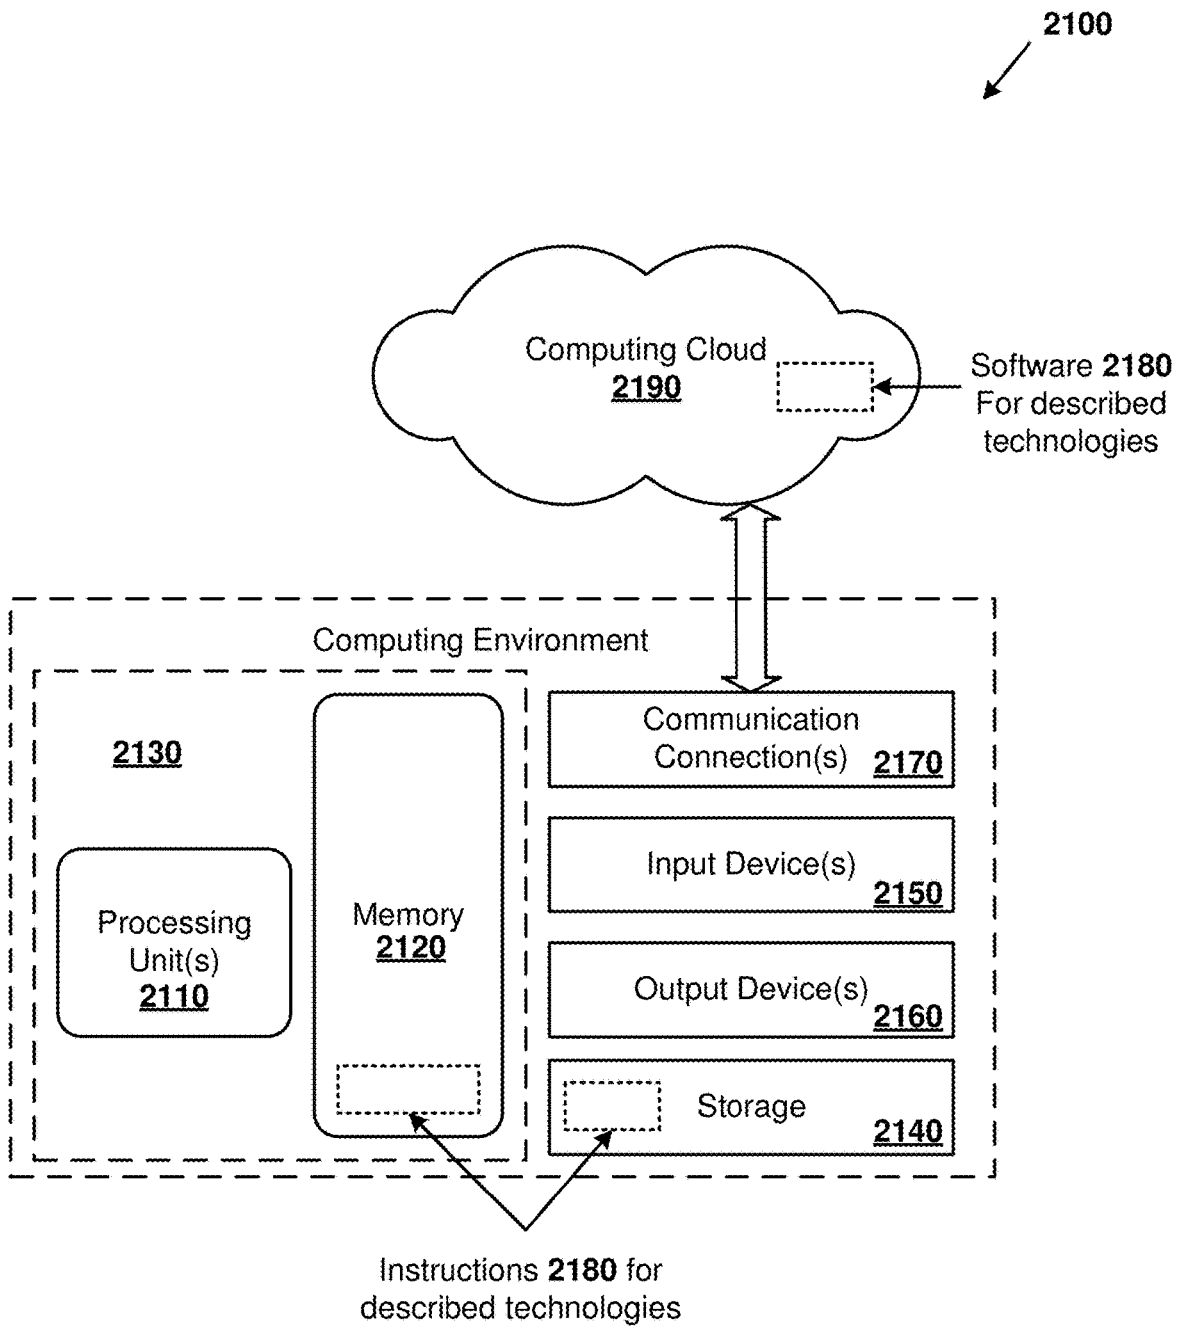 2100
Computing Cloud
2190
Software 2180
For described
technologies
Computing Environment
2130
Processing
Unit(s)
2110
Memory
2120
Communication
Connection(s)
2170
Input Device(s)
2150
Output Device(s)
2160
Storage
2140
Instructions 2180 for
described technologies